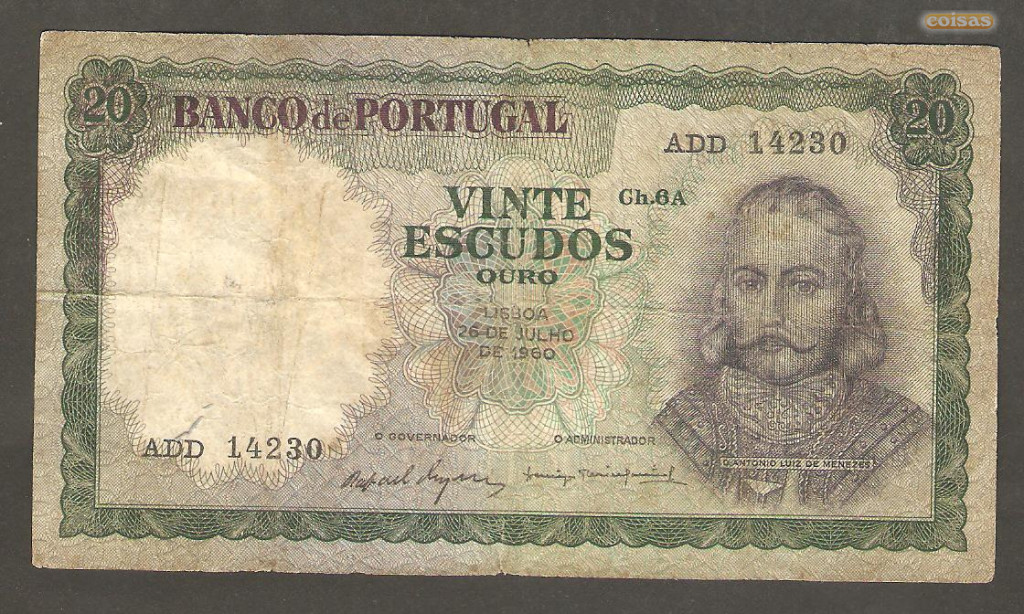 coisas
20 BANCO de PORTUGAL 20
ADD 14230
VINTE Ch.6A
ESCUDOS
OURO
LISBOA
26 DE JULHO
DE 1960
ADD 14230
O GOVERNADOR O ADMINISTRADOR
D. ANTONIO LUIZ DE MENEZES